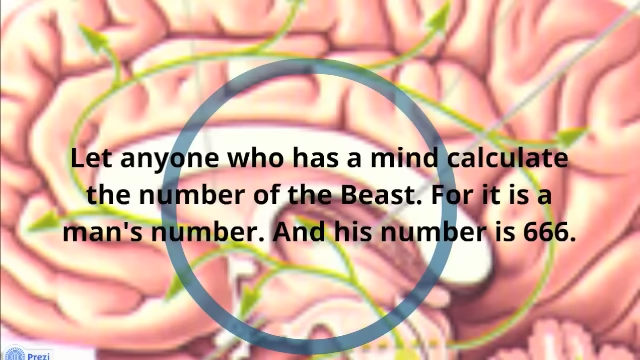 Let anyone who has a mind calculate
the number of the Beast. For it is a
man's number. And his number is 666.
Prezi